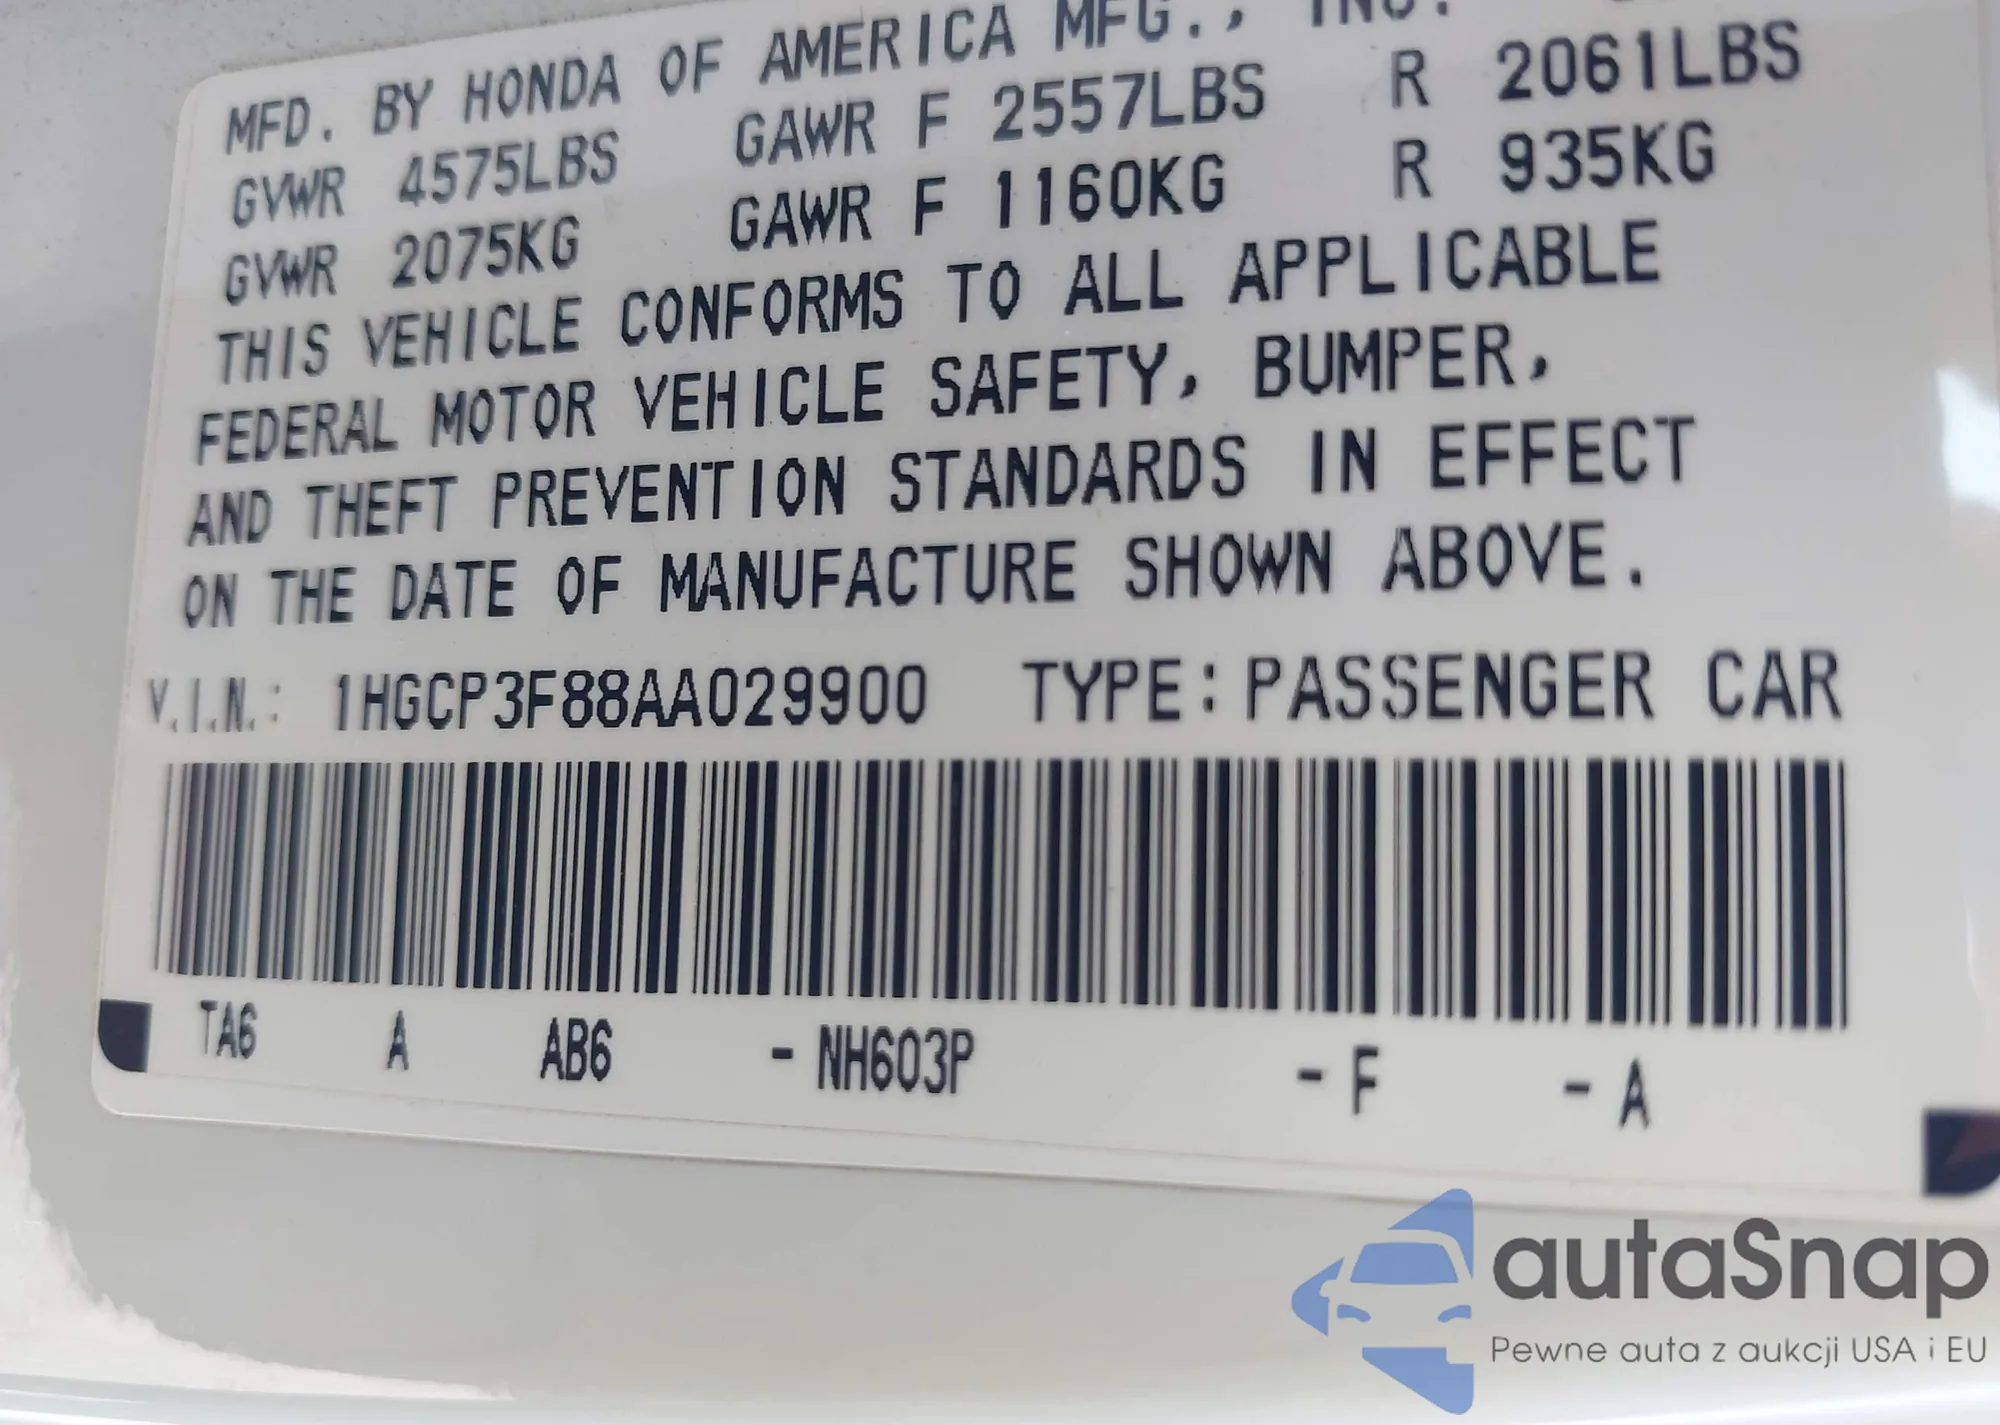 MFD. BY HONDA OF AMERICA MFG., INC.
GVWR 4575LBS GAWR F 2557LBS R 2061LBS
GVWR 2075KG GAWR F 1160KG R 935KG
THIS VEHICLE CONFORMS TO ALL APPLICABLE
FEDERAL MOTOR VEHICLE SAFETY, BUMPER,
AND THEFT PREVENTION STANDARDS IN EFFECT
ON THE DATE OF MANUFACTURE SHOWN ABOVE.
V.I.N.: 1HGCP3F88AA029900 TYPE: PASSENGER CAR
TA6 A AB6 - NH603P - F - A
autaSnap
Pewne auta z aukcji USA i EU